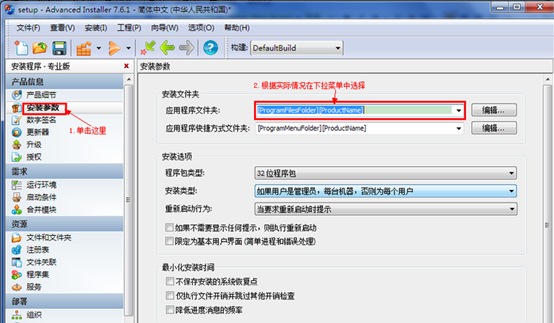 setup - Advanced Installer 7.6.1 - 简体中文 (中华人民共和国)*
文件(F) 查看(V) 安装(I) 工程(P) 向导(W) 选项(O) 帮助(H)
构建: DefaultBuild
安装程序 - 专业版
安装参数
产品信息
产品细节
安装参数
数字签名
更新器
升级
授权
需求
运行环境
启动条件
合并模块
资源
文件和文件夹
注册表
文件关联
程序集
服务
部署
组织
1.单击这里
2. 根据实际情况在下拉菜单中选择
安装文件夹
应用程序文件夹: [ProgramFilesFolder][ProductName] 编辑...
应用程序快捷方式文件夹: [ProgramMenuFolder][ProductName] 编辑...
安装选项
程序包类型: 32 位程序包
安装类型: 如果用户是管理员，每台机器，否则为每个用户
重新启动行为: 当要求重新启动时提示
如果不需要显示任何提示，则执行重新启动
限定为基本用户界面 (简单进程和错误处理)
最小化安装时间
不保存安装的系统恢复点
仅执行文件开销并跳过其他开销检查
降低进度消息的频率